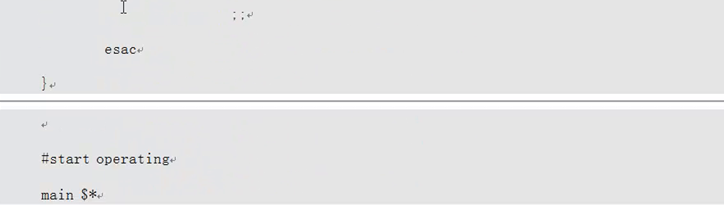 ;;
esac
}
#start operating
main $*